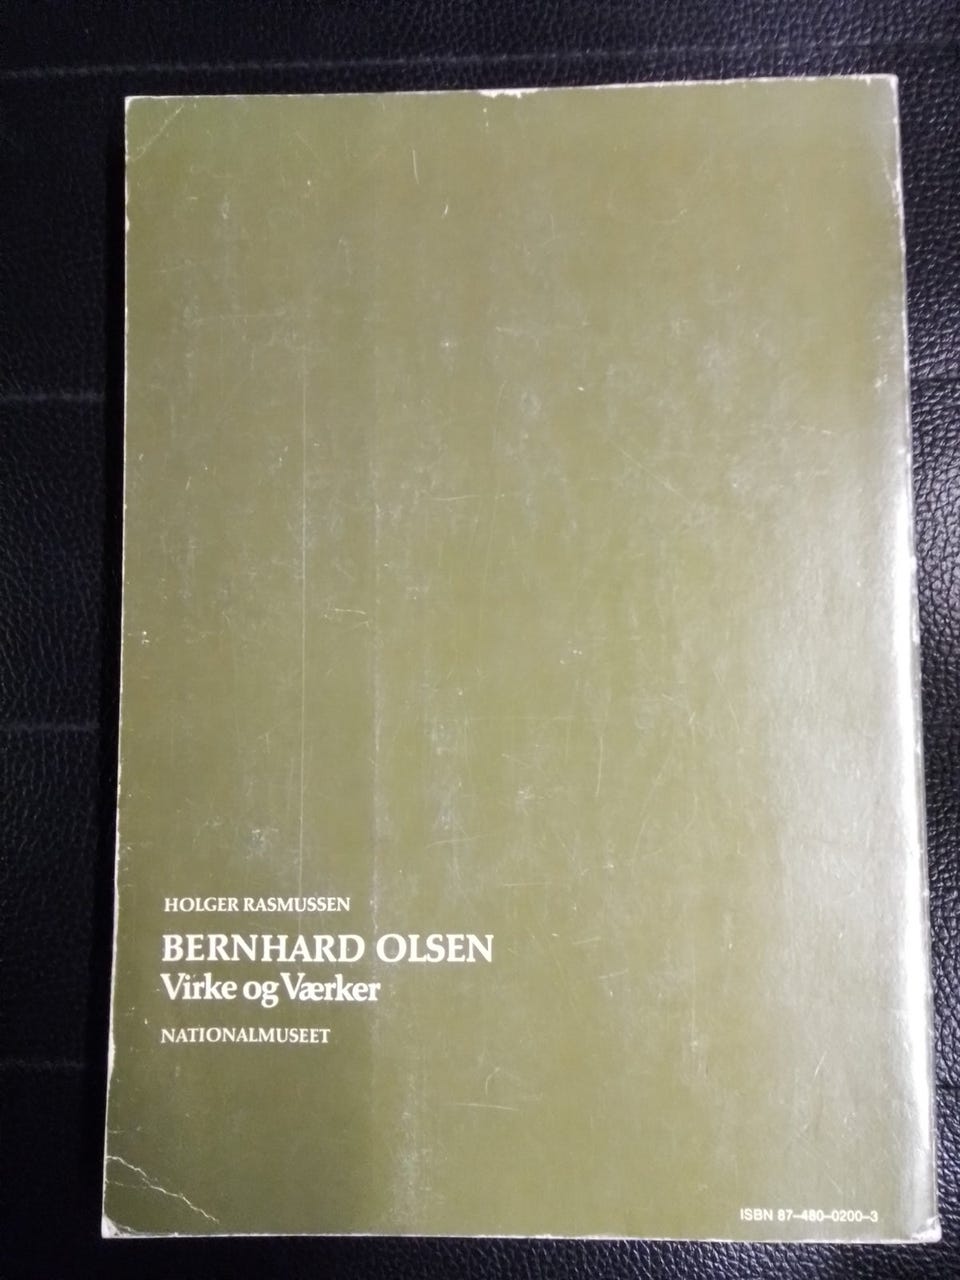 HOLGER RASMUSSEN
BERNHARD OLSEN
Virke og Værker
NATIONALMUSEET
ISBN 87-480-0200-3